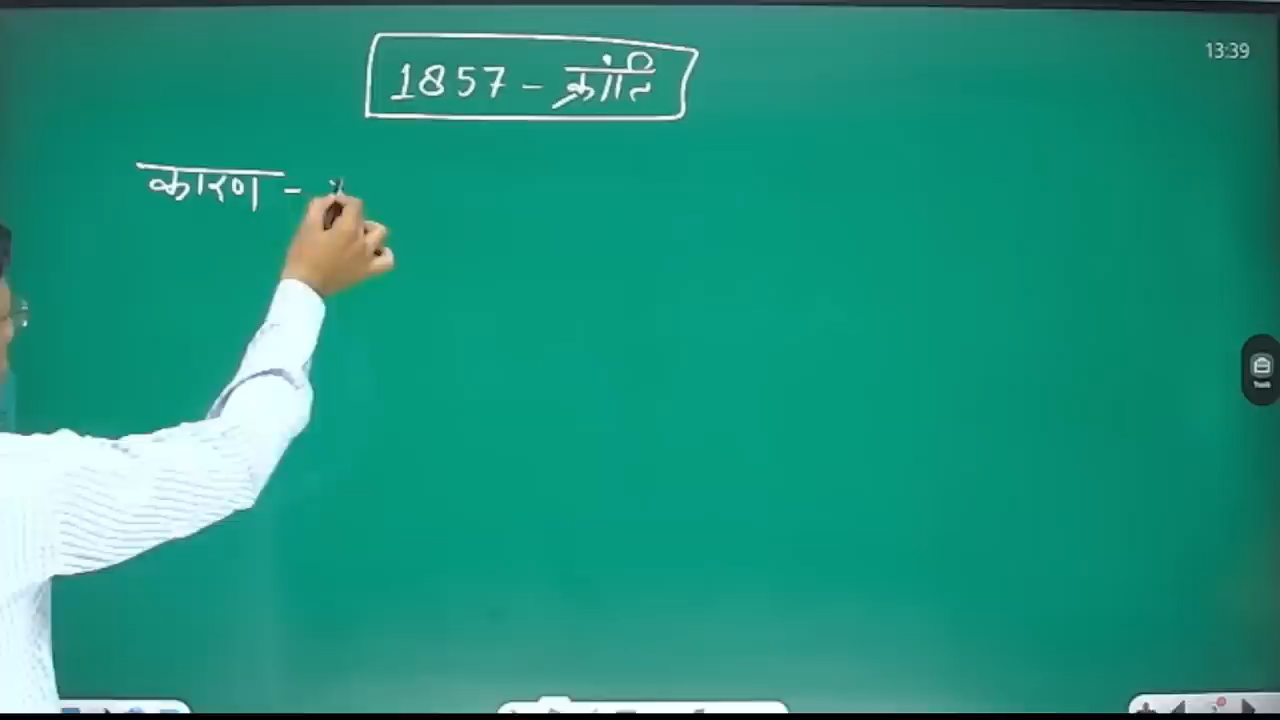 13:39
1857 - क्रांति
कारण -